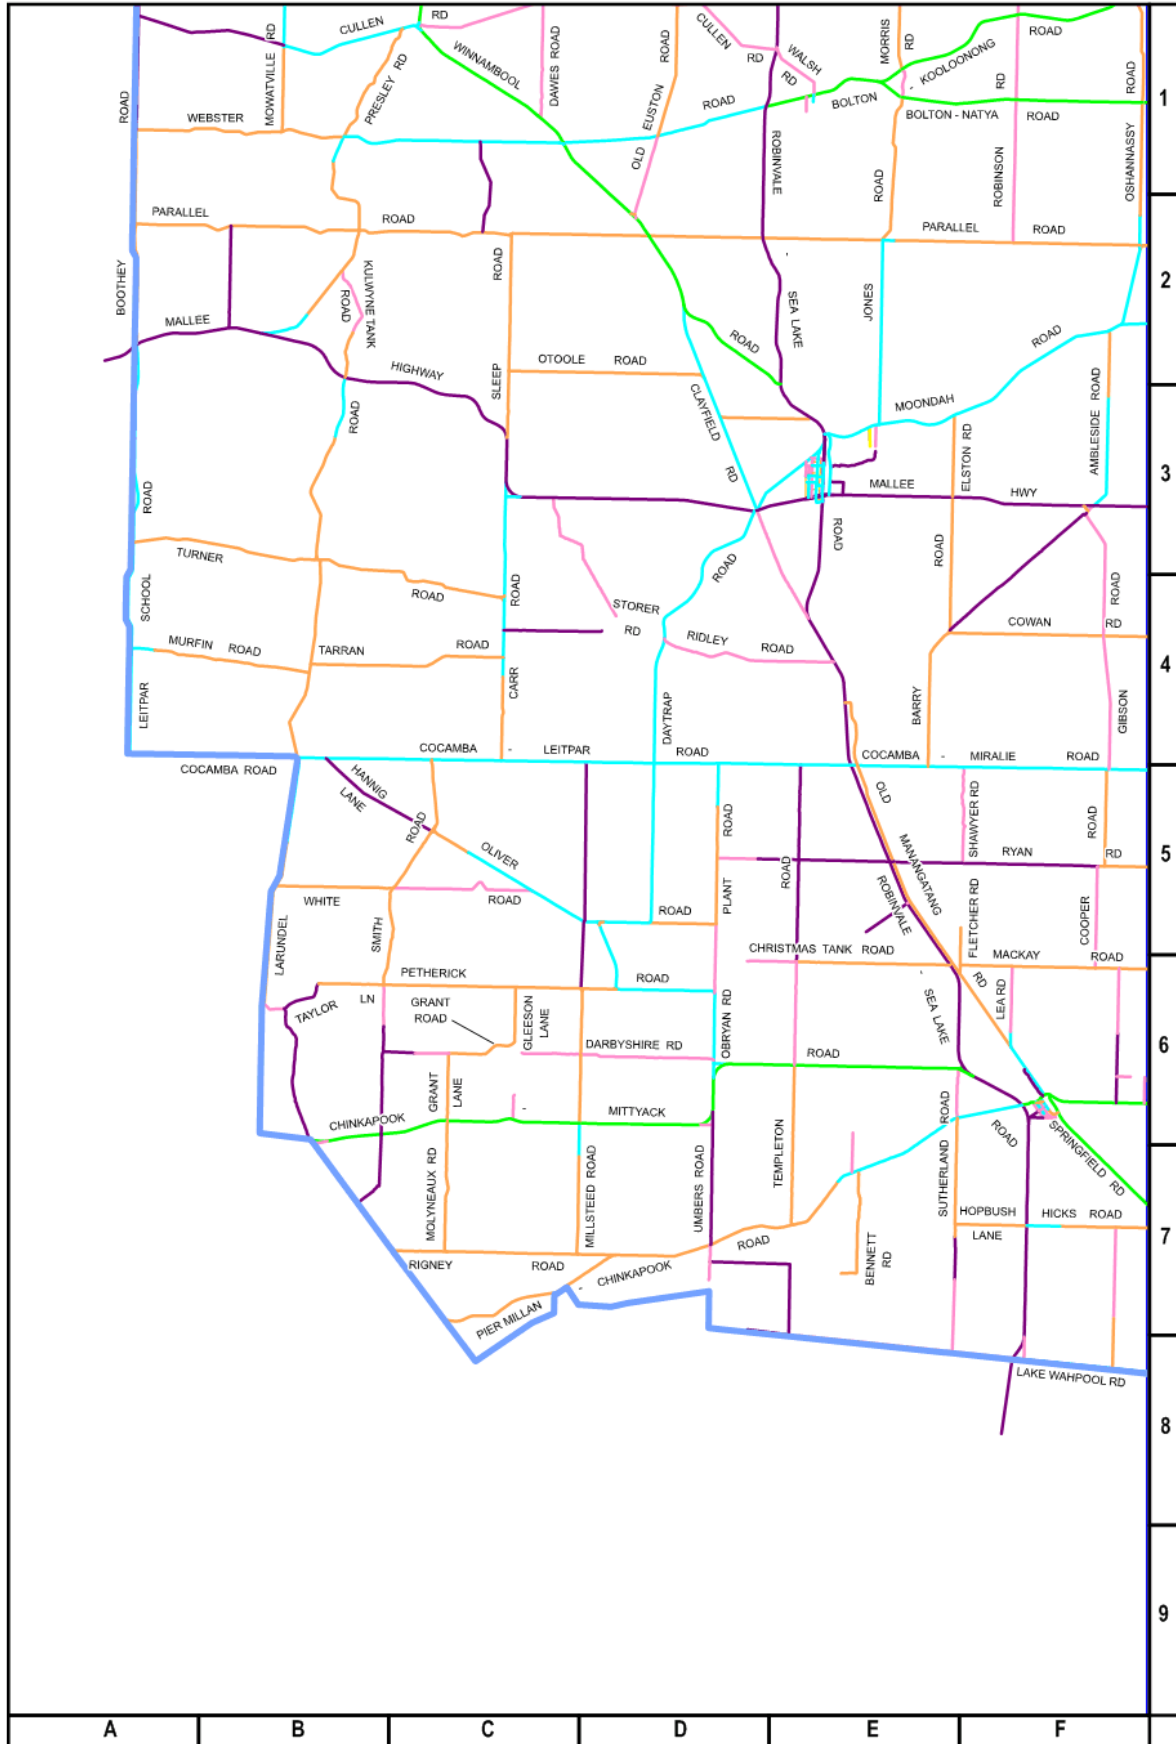 RD
CULLEN
MOWATVILLE RD
PRESLEY RD
WINNAMBOOL
DAWES ROAD
ROAD
CULLEN
RD
WALSH
RD
MORRIS
RD
KOOLOONONG
-
ROAD
ROAD
ROAD
WEBSTER
OLD EUSTON
ROAD
BOLTON
BOLTON - NATYA
RD
ROAD
1
ROBINVALE
ROAD
ROBINSON
OSHANNASSY
PARALLEL
ROAD
PARALLEL
ROAD
BOOTHEY
KULWYNE TANK
ROAD
ROAD
-
SEA LAKE
JONES
2
MALLEE
HIGHWAY
SLEEP
OTOOLE ROAD
ROAD
ROAD
CLAYFIELD
RD
MOONDAH
AMBLESIDE ROAD
ROAD
ELSTON RD
3
ROAD
MALLEE
HWY
ROAD
TURNER
ROAD
ROAD
ROAD
ROAD
SCHOOL
STORER
RD
COWAN
RD
ROAD
MURFIN ROAD
TARRAN
ROAD
RIDLEY
ROAD
4
LEITPAR
CARR
DAYTRAP
BARRY
GIBSON
COCAMBA
-
LEITPAR
ROAD
COCAMBA
-
MIRALIE
ROAD
COCAMBA ROAD
HANNIG
LANE
ROAD
OLIVER
ROAD
OLD
SHAWYER RD
ROAD
MANANGATANG
RYAN
RD
5
ROAD
WHITE
ROAD
ROAD
PLANT
ROBINVALE
FLETCHER RD
COOPER
LARUNDEL
SMITH
CHRISTMAS TANK ROAD
MACKAY
ROAD
PETHERICK
ROAD
-
RD
LEA RD
TAYLOR
LN
GRANT
ROAD
GLEESON
LANE
OBRYAN RD
SEA LAKE
DARBYSHIRE RD
ROAD
6
GRANT
LANE
CHINKAPOOK
-
MITTYACK
ROAD
ROAD
SPRINGFIELD RD
MOLYNEAUX RD
MILLSTEED ROAD
UMBERS ROAD
TEMPLETON
SUTHERLAND
HOPBUSH
LANE
HICKS ROAD
7
RIGNEY
ROAD
-
CHINKAPOOK
ROAD
BENNETT
RD
PIER MILLAN
LAKE WAHPOOL RD
8
9
A
B
C
D
E
F